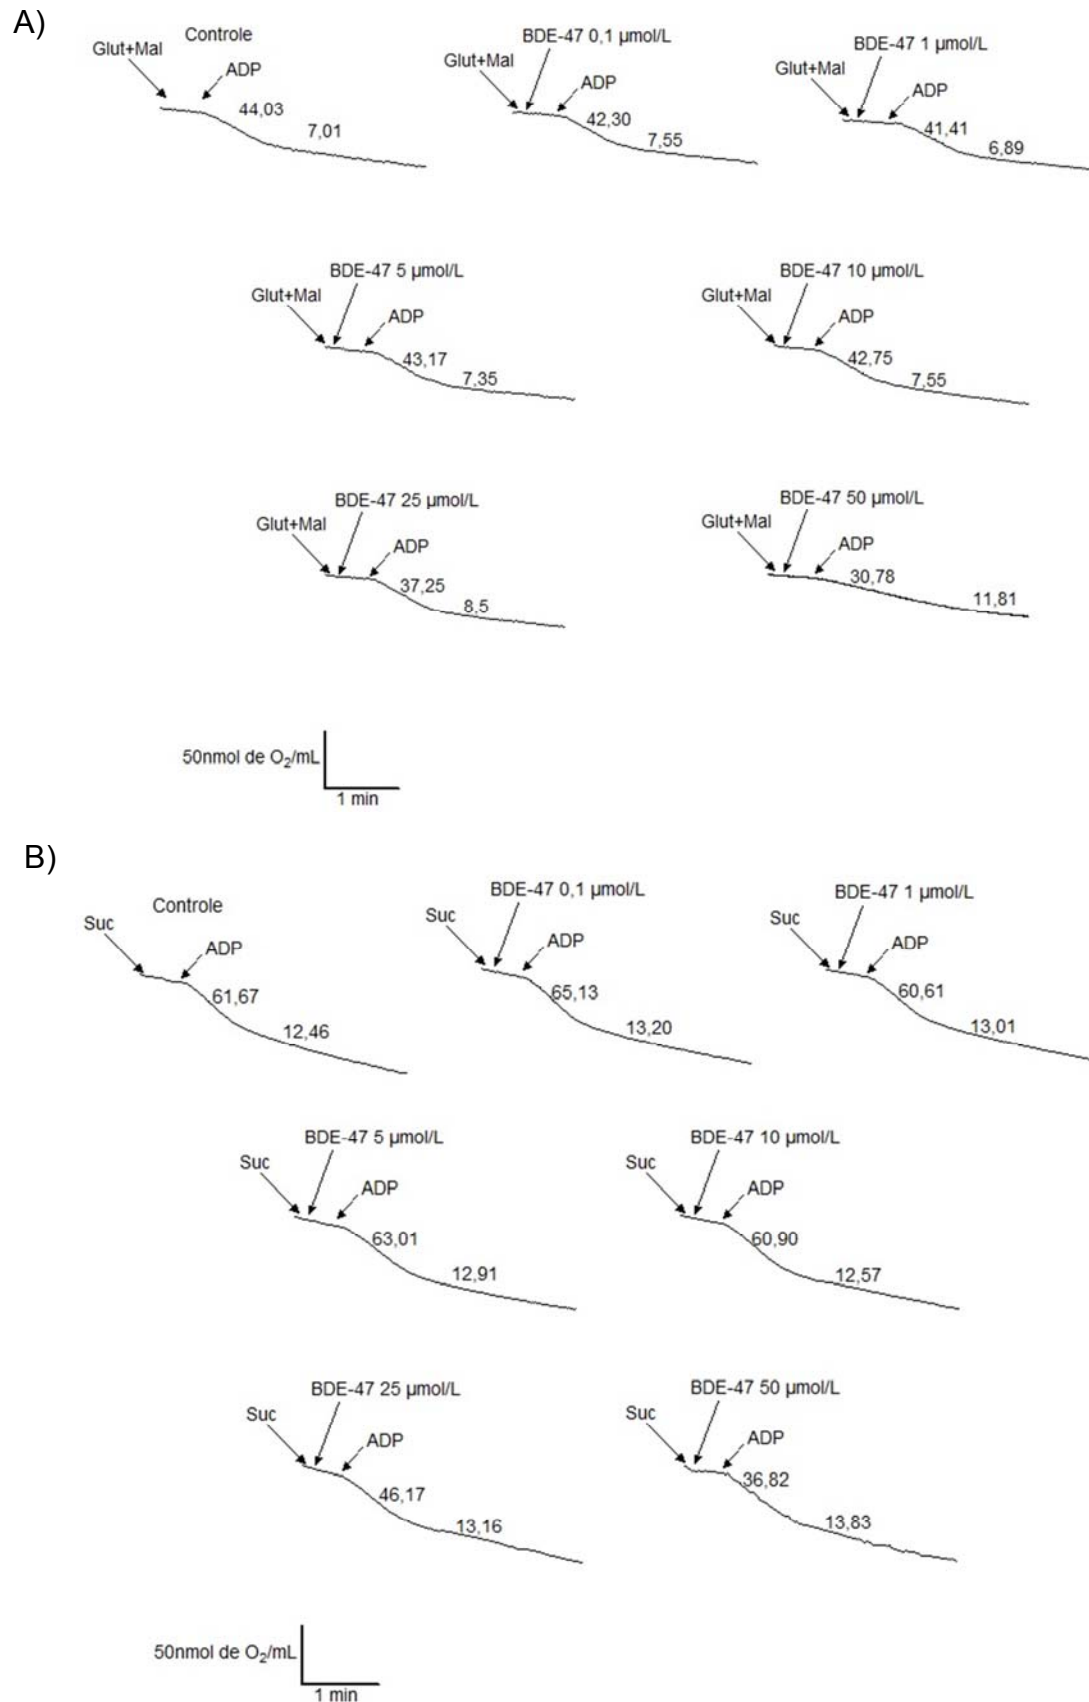 A)
Controle
Glut+Mal
ADP
44,03
7,01
BDE-47 0,1 µmol/L
Glut+Mal
ADP
42,30
7,55
BDE-47 1 µmol/L
Glut+Mal
ADP
41,41
6,89
BDE-47 5 µmol/L
Glut+Mal
ADP
43,17
7,35
BDE-47 10 µmol/L
Glut+Mal
ADP
42,75
7,55
BDE-47 25 µmol/L
Glut+Mal
ADP
37,25
8,5
BDE-47 50 µmol/L
Glut+Mal
ADP
30,78
11,81
50nmol de O₂/mL
1 min
B)
Controle
Suc
ADP
61,67
12,46
BDE-47 0,1 µmol/L
Suc
ADP
65,13
13,20
BDE-47 1 µmol/L
Suc
ADP
60,61
13,01
BDE-47 5 µmol/L
Suc
ADP
63,01
12,91
BDE-47 10 µmol/L
Suc
ADP
60,90
12,57
BDE-47 25 µmol/L
Suc
ADP
46,17
13,16
BDE-47 50 µmol/L
Suc
ADP
36,82
13,83
50nmol de O₂/mL
1 min